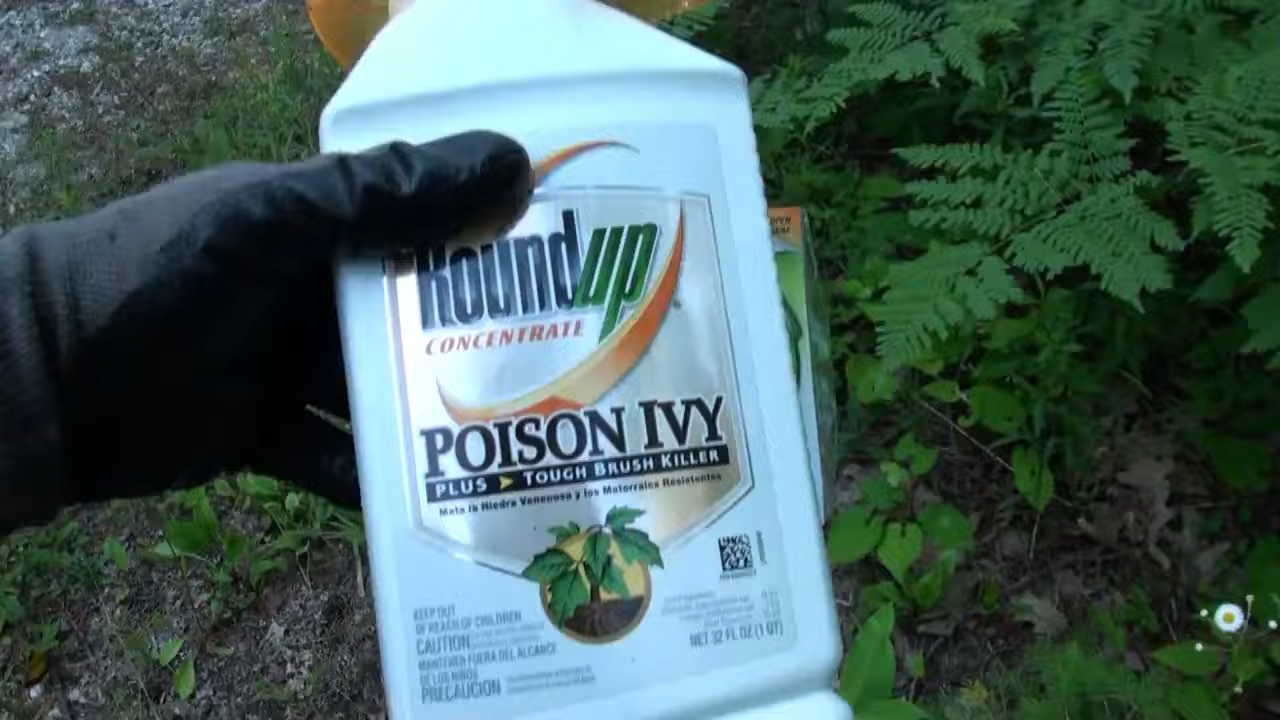 Roundup
CONCENTRATE
POISON IVY
PLUS TOUGH BRUSH KILLER
Mata la Hiedra Venenosa y los Matorrales Resistentes
KEEP OUT
OF REACH OF CHILDREN
CAUTION
MANTENER FUERA DEL ALCANCE
DE LOS NIÑOS
PRECAUCION
NET 32 FL OZ (1 QT)